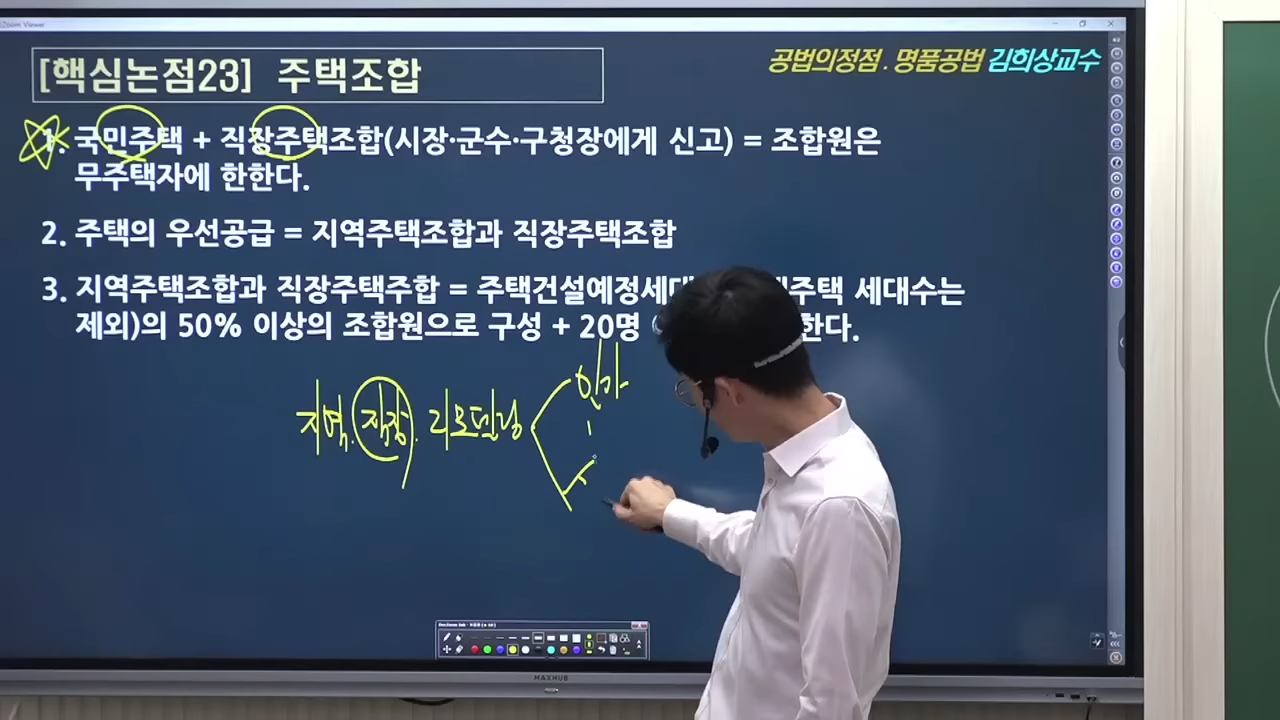 Zoom Viewer
[핵심논점23] 주택조합
공법의정점. 명품공법 김희상교수
1. 국민주택 + 직장주택조합(시장·군수·구청장에게 신고) = 조합원은
무주택자에 한한다.
2. 주택의 우선공급 = 지역주택조합과 직장주택조합
3. 지역주택조합과 직장주택주합 = 주택건설예정세대 주택 세대수는
제외)의 50% 이상의 조합원으로 구성 + 20명 한다.
지역. 직장. 리모델링
인가
MAXHUB